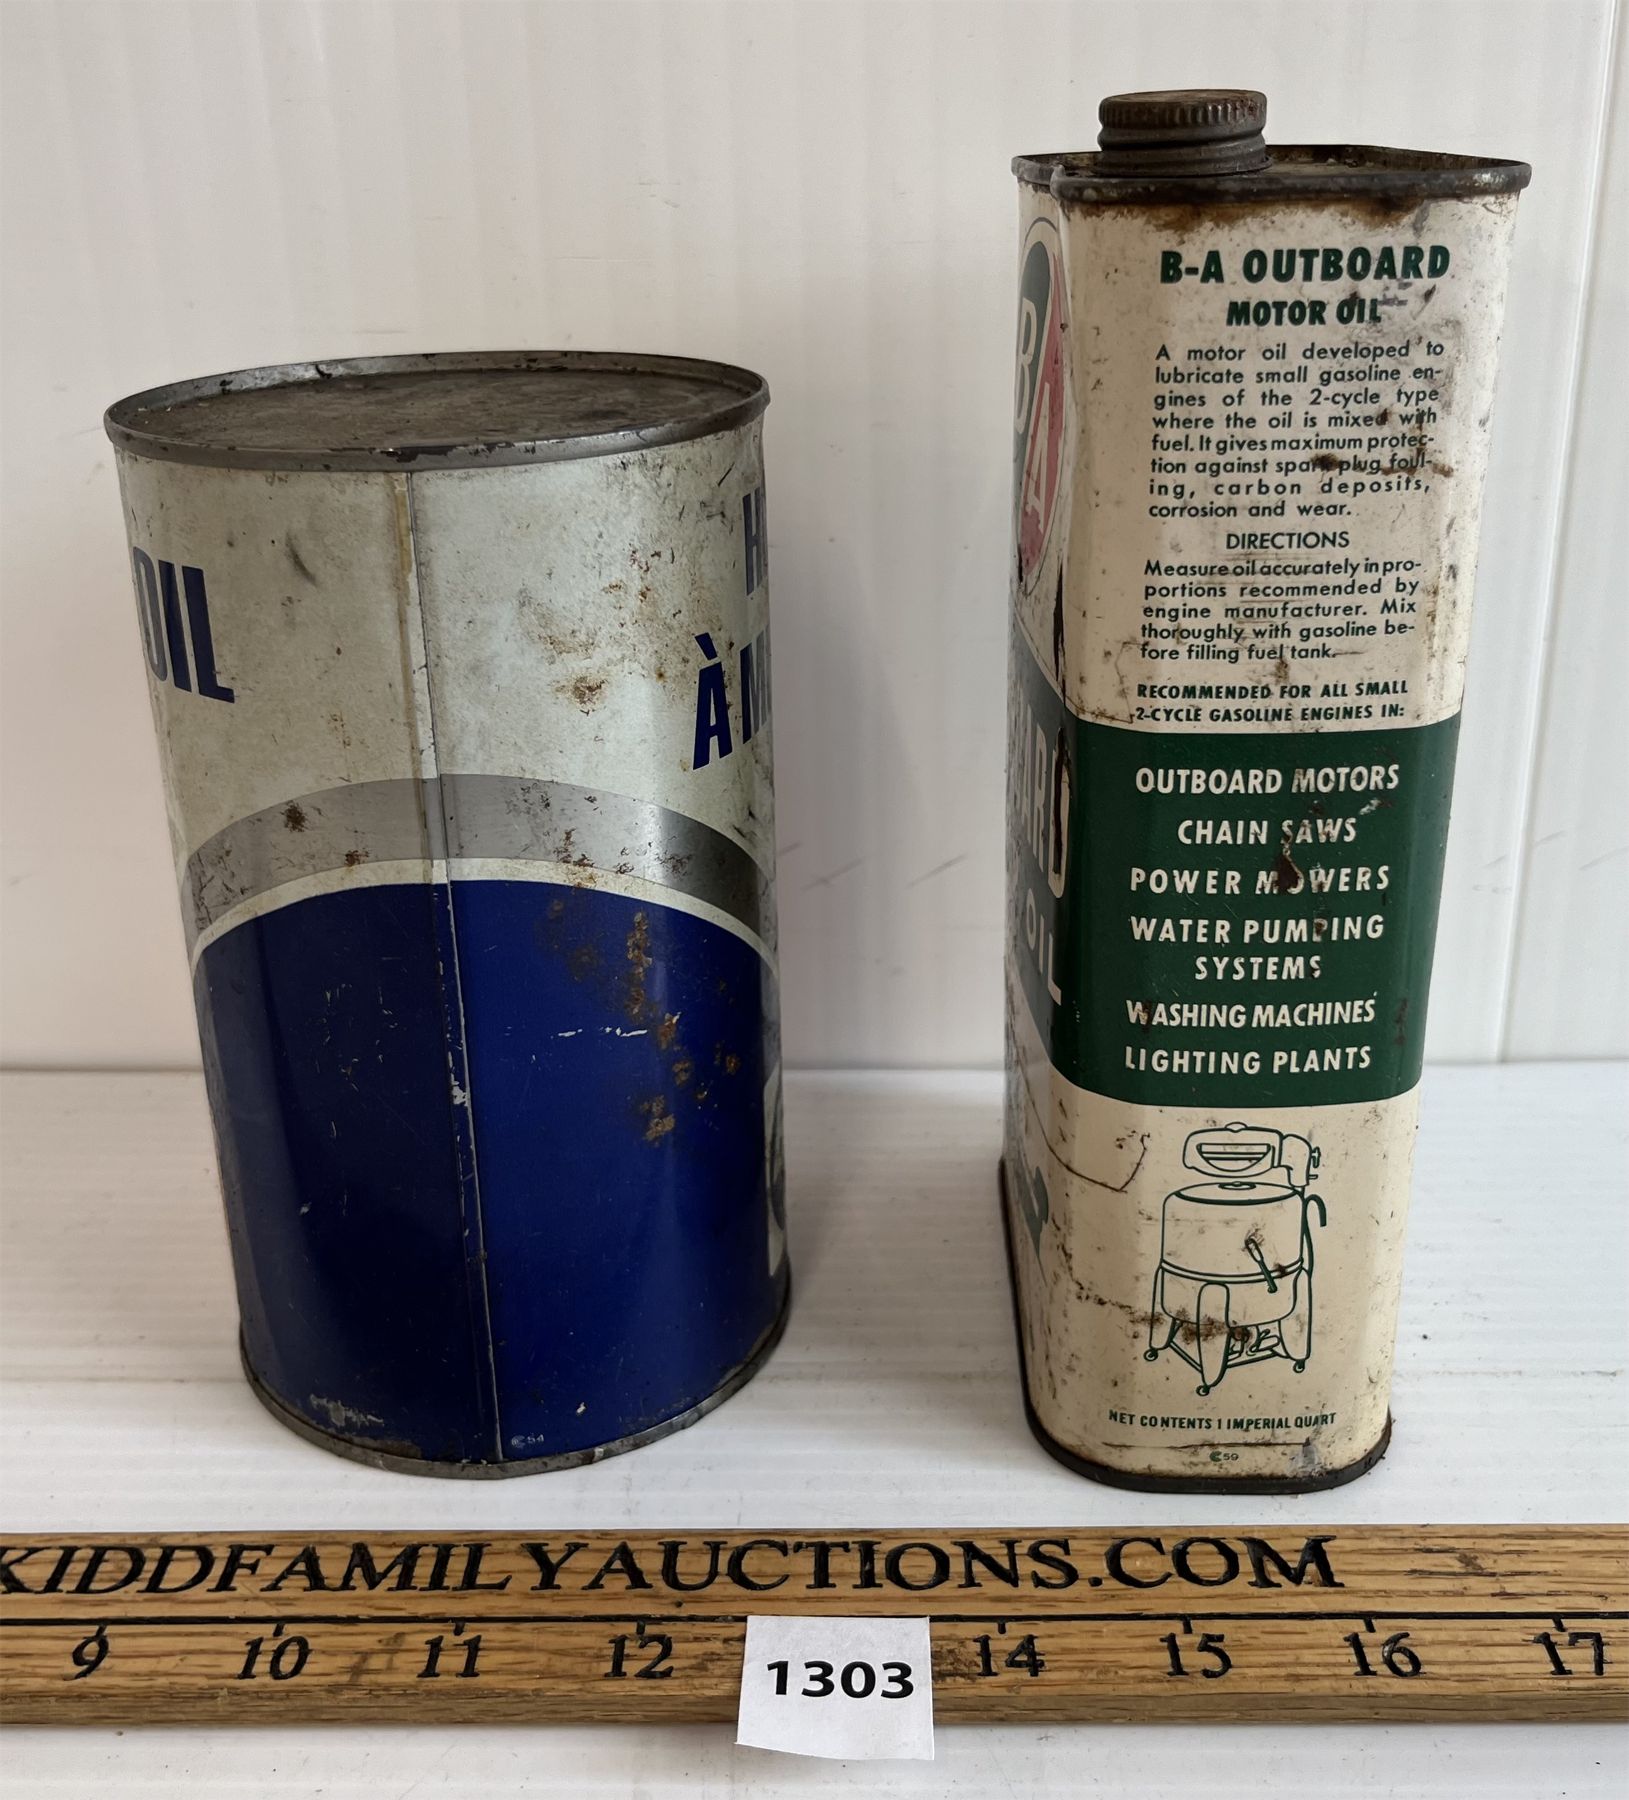 OIL
À
C 54
BA
OIL
B-A OUTBOARD
MOTOR OIL
A motor oil developed to
lubricate small gasoline en-
gines of the 2-cycle type
where the oil is mixed with
fuel. It gives maximum protec-
tion against spark plug foul-
ing, carbon deposits,
corrosion and wear.
DIRECTIONS
Measure oil accurately in pro-
portions recommended by
engine manufacturer. Mix
thoroughly with gasoline be-
fore filling fuel tank.
RECOMMENDED FOR ALL SMALL
2-CYCLE GASOLINE ENGINES IN:
OUTBOARD MOTORS
CHAIN SAWS
POWER MOWERS
WATER PUMPING
SYSTEMS
WASHING MACHINES
LIGHTING PLANTS
NET CONTENTS 1 IMPERIAL QUART
C 59
KIDDFAMILYAUCTIONS.COM
9 10 11 12 14 15 16 17
1303